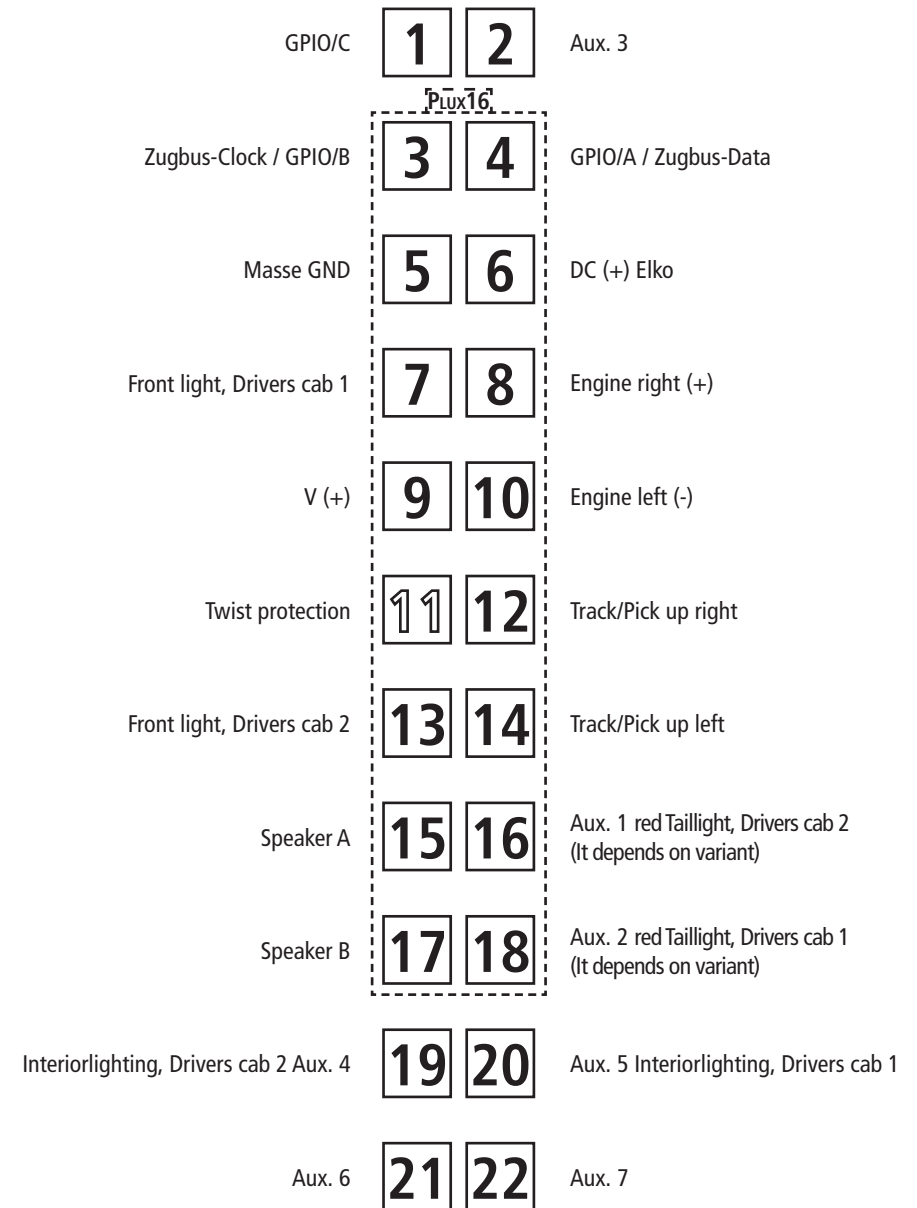 GPIO/C 1 2 Aux. 3
PLUX16
Zugbus-Clock / GPIO/B 3 4 GPIO/A / Zugbus-Data
Masse GND 5 6 DC (+) Elko
Front light, Drivers cab 1 7 8 Engine right (+)
V (+) 9 10 Engine left (-)
Twist protection 11 12 Track/Pick up right
Front light, Drivers cab 2 13 14 Track/Pick up left
Speaker A 15 16 Aux. 1 red Taillight, Drivers cab 2
(It depends on variant)
Speaker B 17 18 Aux. 2 red Taillight, Drivers cab 1
(It depends on variant)
Interiorlighting, Drivers cab 2 Aux. 4 19 20 Aux. 5 Interiorlighting, Drivers cab 1
Aux. 6 21 22 Aux. 7